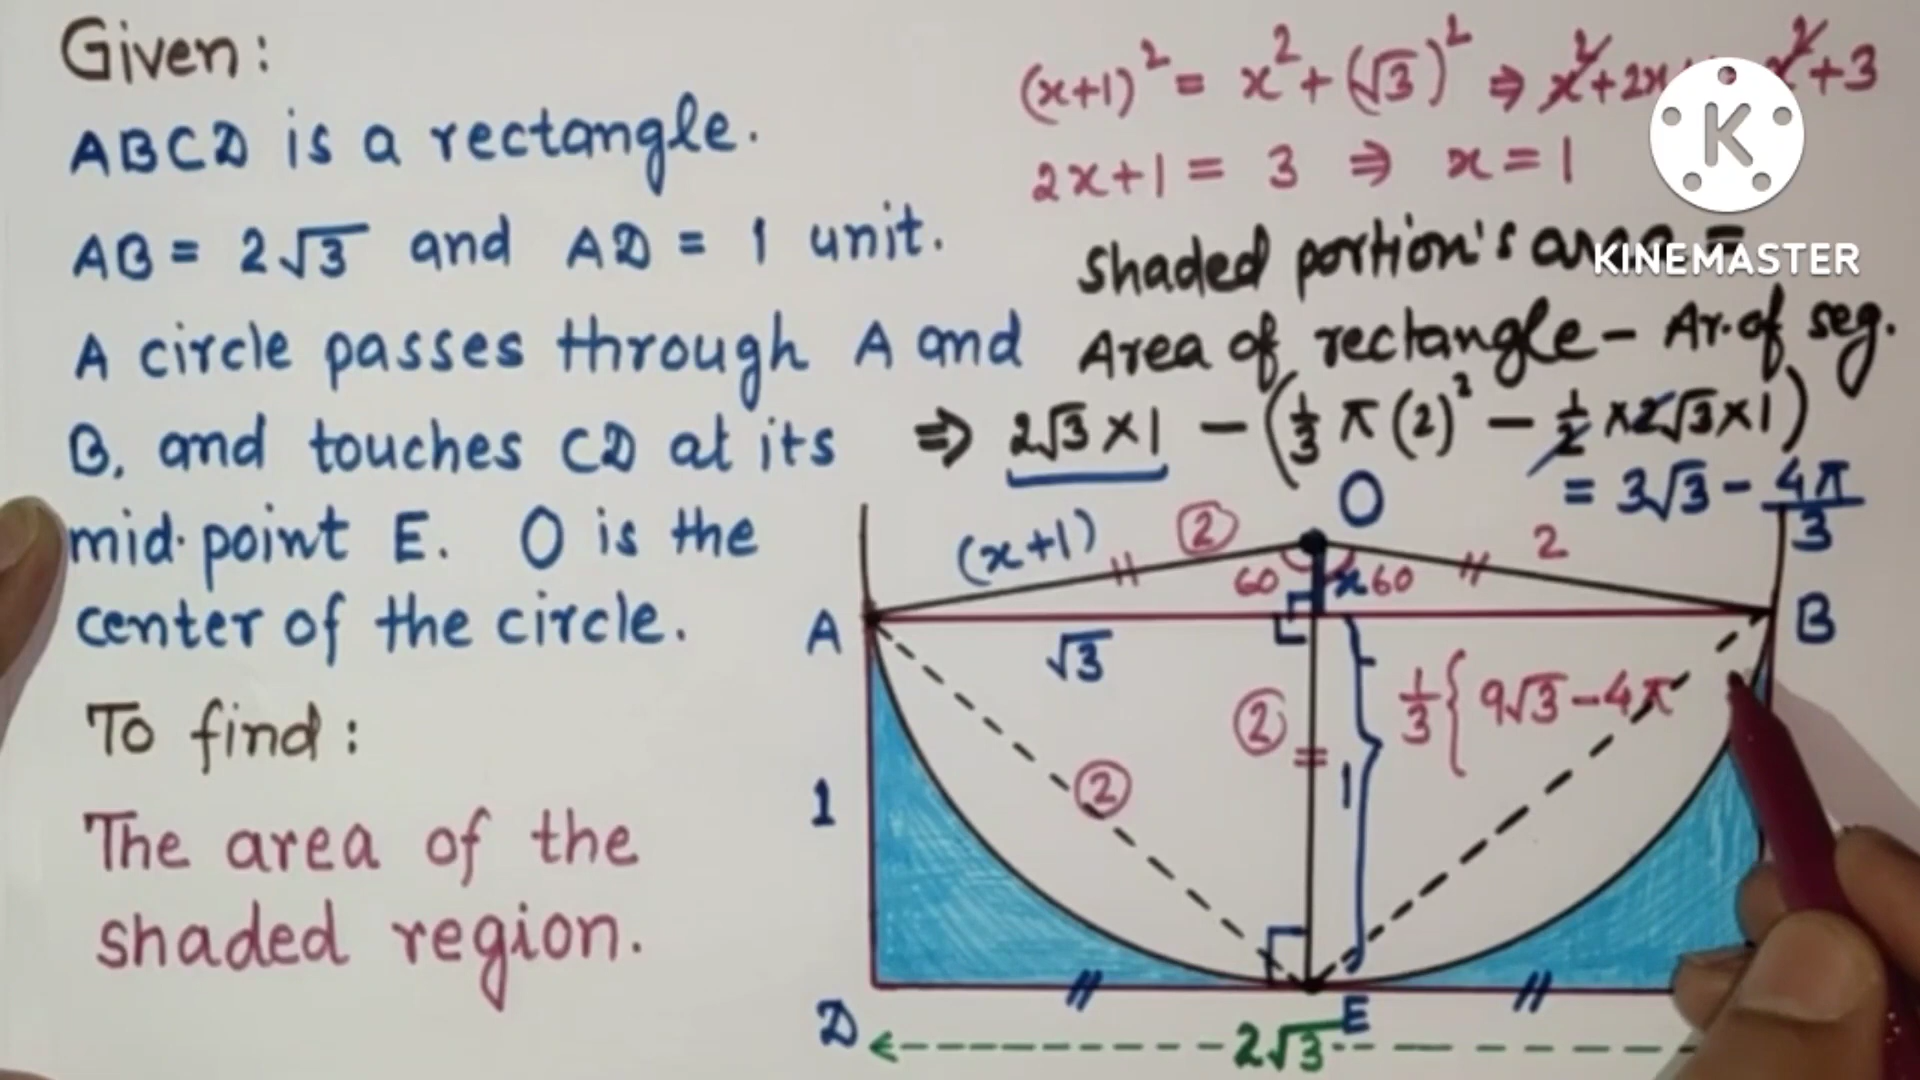 Given:
ABCD is a rectangle.
AB = 2√3 and AD = 1 unit.
A circle passes through A and
B, and touches CD at its
mid-point E. O is the
center of the circle.
To find:
The area of the
shaded region.
(x+1)² = x² + (√3)² ⇒ x²+2x+ x²+3
2x+1 = 3 ⇒ x = 1
Shaded portion's area =
Area of rectangle - Ar. of seg.
⇒ 2√3 × 1 - (1/3 π (2)² - 1/2 × 2√3 × 1)
= 3√3 - 4π/3
K
KINEMASTER
O
(x+1) 2 2
60 x 60
A B
√3
2 1/3 { 9√3 - 4π
1 2 1
D E
2√3